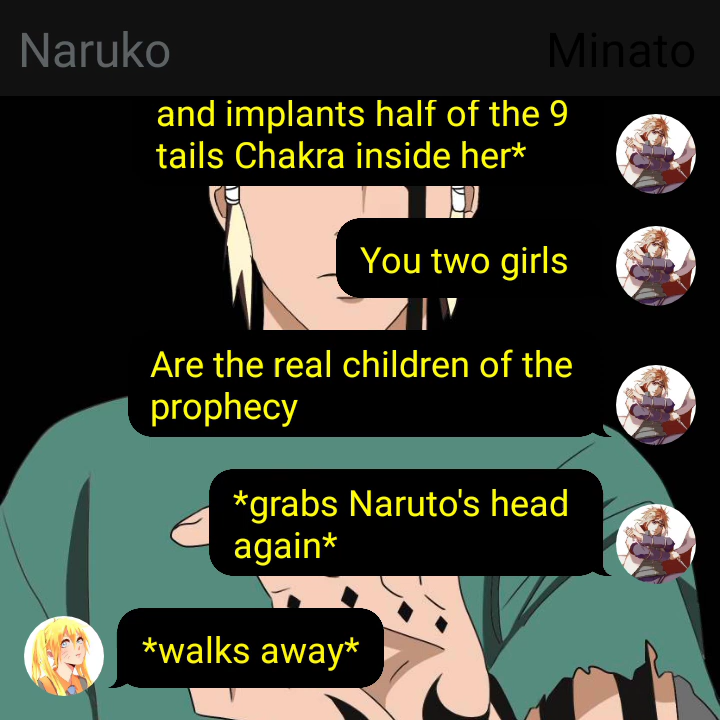 Naruko
Minato
and implants half of the 9
tails Chakra inside her*
You two girls
Are the real children of the
prophecy
*grabs Naruto's head
again*
*walks away*